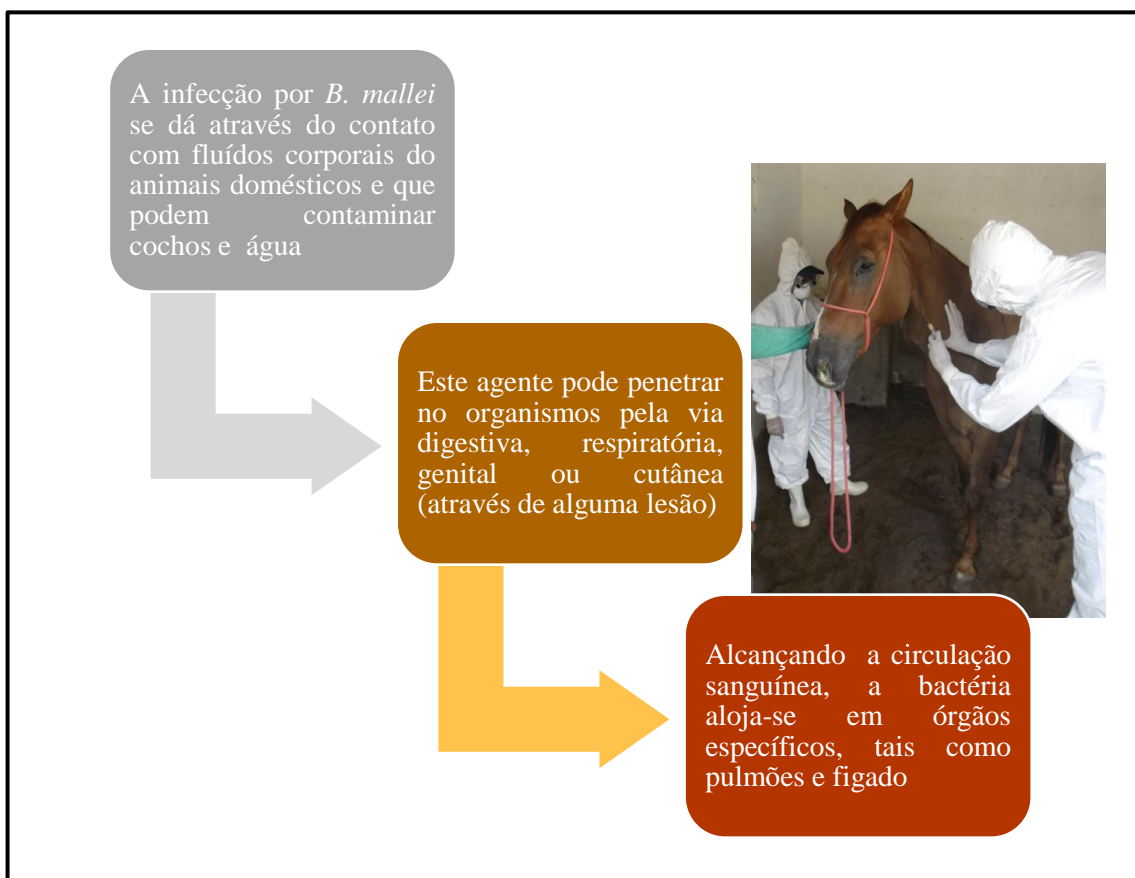 A infecção por B. mallei
se dá através do contato
com fluídos corporais do
animais domésticos e que
podem contaminar
cochos e água
Este agente pode penetrar
no organismos pela via
digestiva, respiratória,
genital ou cutânea
(através de alguma lesão)
Alcançando a circulação
sanguínea, a bactéria
aloja-se em órgãos
específicos, tais como
pulmões e figado